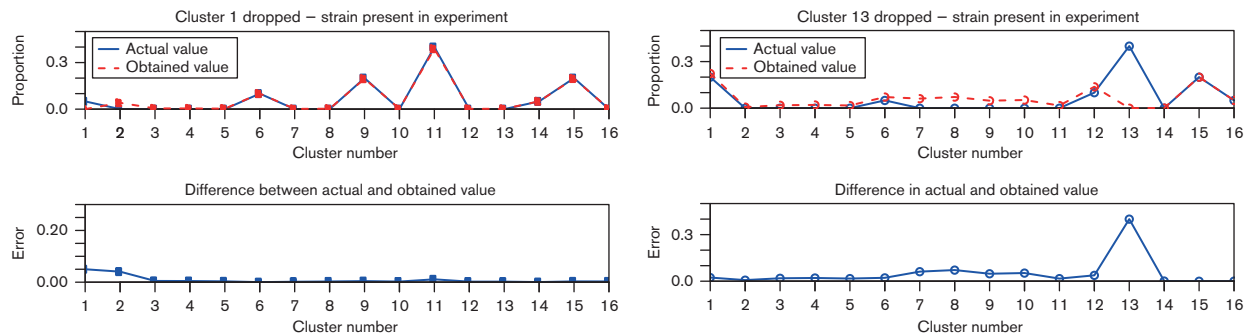 Cluster 1 dropped – strain present in experiment
Proportion
0.3
0.0
Actual value
Obtained value
1 2 3 4 5 6 7 8 9 10 11 12 13 14 15 16
Cluster number
Difference between actual and obtained value
Error
0.20
0.00
1 2 3 4 5 6 7 8 9 10 11 12 13 14 15 16
Cluster number
Cluster 13 dropped – strain present in experiment
Proportion
0.3
0.0
Actual value
Obtained value
1 2 3 4 5 6 7 8 9 10 11 12 13 14 15 16
Cluster number
Difference in actual and obtained value
Error
0.3
0.0
1 2 3 4 5 6 7 8 9 10 11 12 13 14 15 16
Cluster number